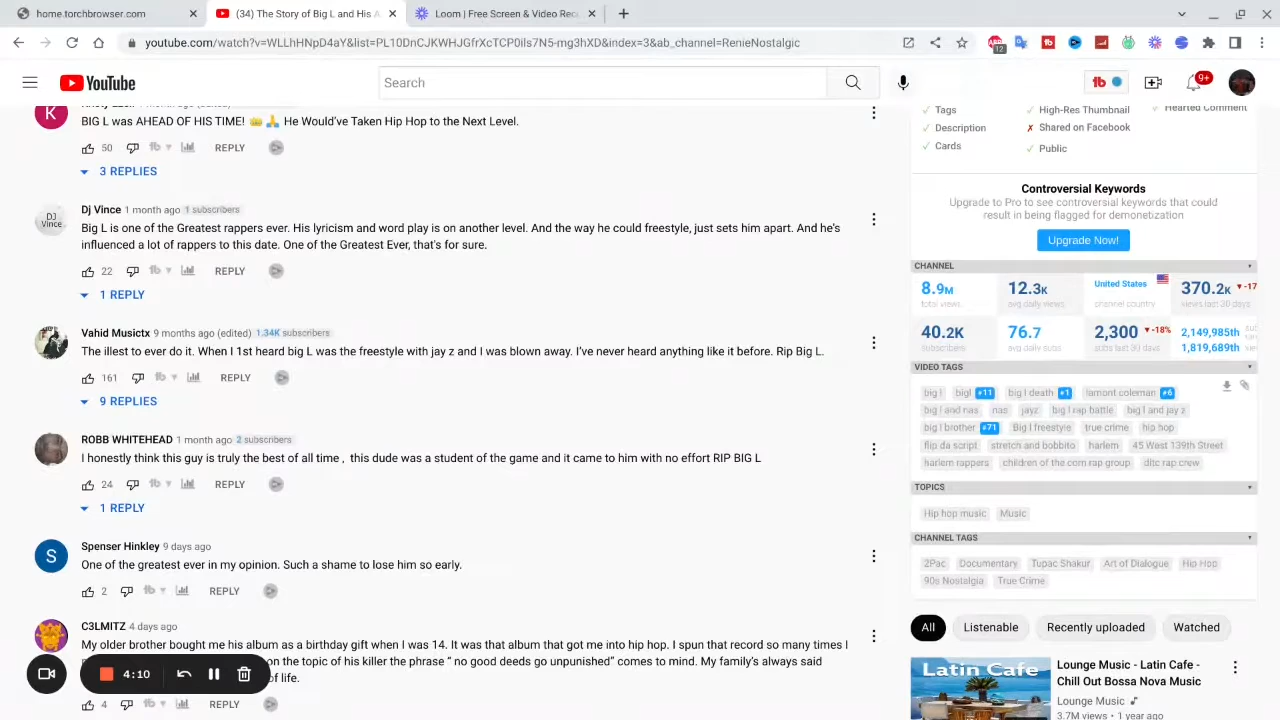 home.torchbrowser.com
(34) The Story of Big L and His A
Loom | Free Screen & Video Rec
youtube.com/watch?v=WLLhHNpD4aY&list=PL10DnCJKWHJGfrXcTCP0iIs7N5-mg3hXD&index=3&ab_channel=RenieNostalgic
12
YouTube
Search
9+
K
1 month ago (edited)
BIG L was AHEAD OF HIS TIME! 👑 🙏 He Would've Taken Hip Hop to the Next Level.
50 REPLY
3 REPLIES
DJ Vince
Dj Vince 1 month ago 1 subscribers
Big L is one of the Greatest rappers ever. His lyricism and word play is on another level. And the way he could freestyle, just sets him apart. And he's
influenced a lot of rappers to this date. One of the Greatest Ever, that's for sure.
22 REPLY
1 REPLY
Vahid Musictx 9 months ago (edited) 1.34K subscribers
The illest to ever do it. When I 1st heard big L was the freestyle with jay z and I was blown away. I've never heard anything like it before. Rip Big L.
161 REPLY
9 REPLIES
ROBB WHITEHEAD 1 month ago 2 subscribers
I honestly think this guy is truly the best of all time , this dude was a student of the game and it came to him with no effort RIP BIG L
24 REPLY
1 REPLY
S
Spenser Hinkley 9 days ago
One of the greatest ever in my opinion. Such a shame to lose him so early.
2 REPLY
C3LMITZ 4 days ago
My older brother bought me his album as a birthday gift when I was 14. It was that album that got me into hip hop. I spun that record so many times I
on the topic of his killer the phrase “ no good deeds go unpunished” comes to mind. My family's always said
of life.
4 REPLY
4:10
✓ Tags ✓ High-Res Thumbnail ✓ Hearted Comment
✓ Description ✗ Shared on Facebook
✓ Cards ✓ Public
Controversial Keywords
Upgrade to Pro to see controversial keywords that could
result in being flagged for demonetization
Upgrade Now!
CHANNEL
8.9M 12.3K United States 370.2K ▼-17
total views avg daily views channel country views last 30 days
40.2K 76.7 2,300 ▼-18% 2,149,985th
subscribers avg daily subs subs last 30 days 1,819,689th
VIDEO TAGS
big l bigl #11 big l death #1 lamont coleman #6
big l and nas nas jayz big l rap battle big l and jay z
big l brother #71 Big l freestyle true crime hip hop
flip da script stretch and bobbito harlem 45 West 139th Street
harlem rappers children of the corn rap group ditc rap crew
TOPICS
Hip hop music Music
CHANNEL TAGS
2Pac Documentary Tupac Shakur Art of Dialogue Hip Hop
90s Nostalgia True Crime
All Listenable Recently uploaded Watched
Latin Cafe
Lounge Music - Latin Cafe -
Chill Out Bossa Nova Music
Lounge Music
3.7M views • 1 year ago